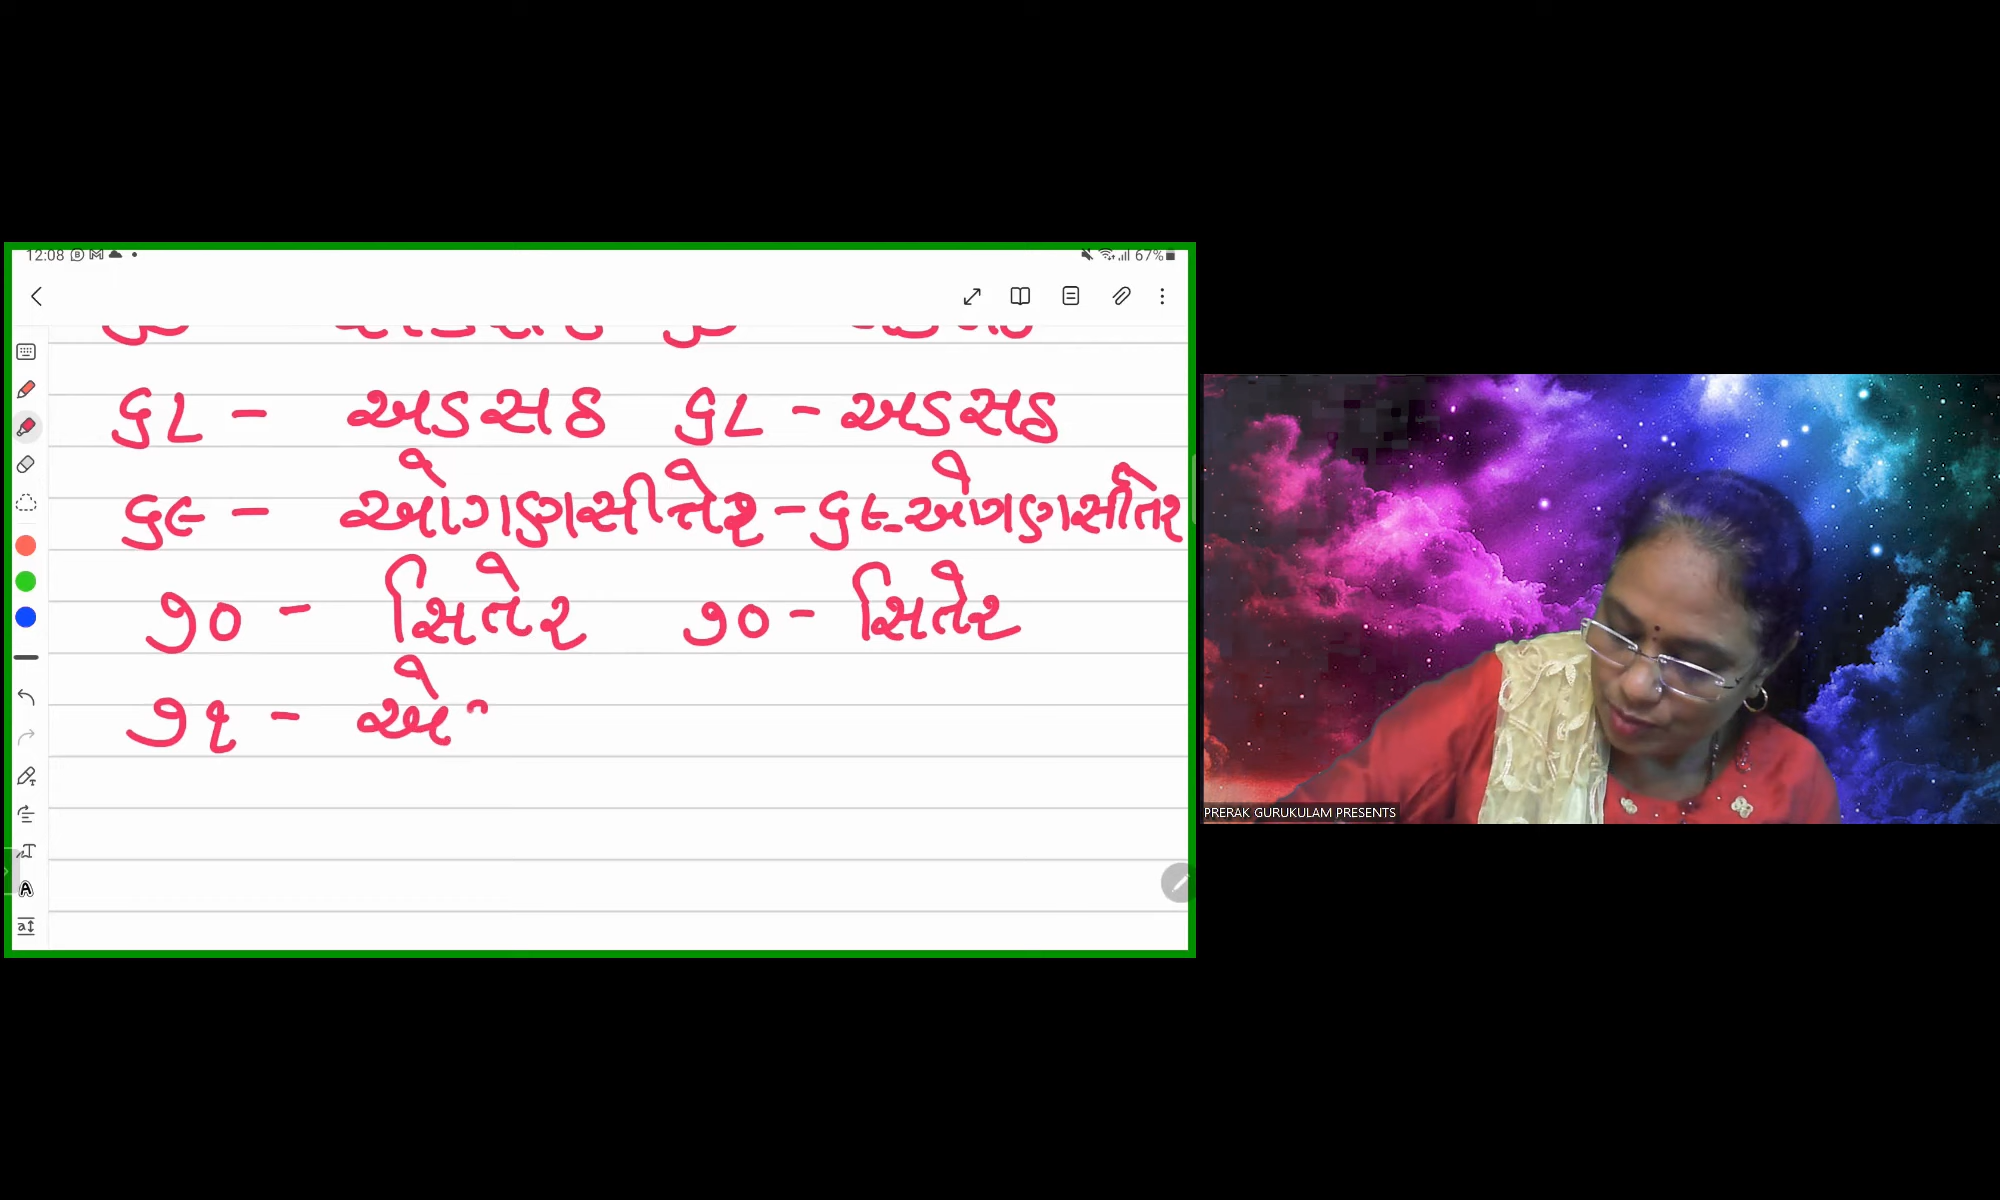 12:08
67%
૬૮ - અડસઠ ૬૮ - અડસઠ
૬૯ - ઓગણસીત્તેર - ૬૯ - ઓગણસીતેર
૭૦ - સિતેર ૭૦ - સિતેર
૭૧ - એ
PRERAK GURUKULAM PRESENTS